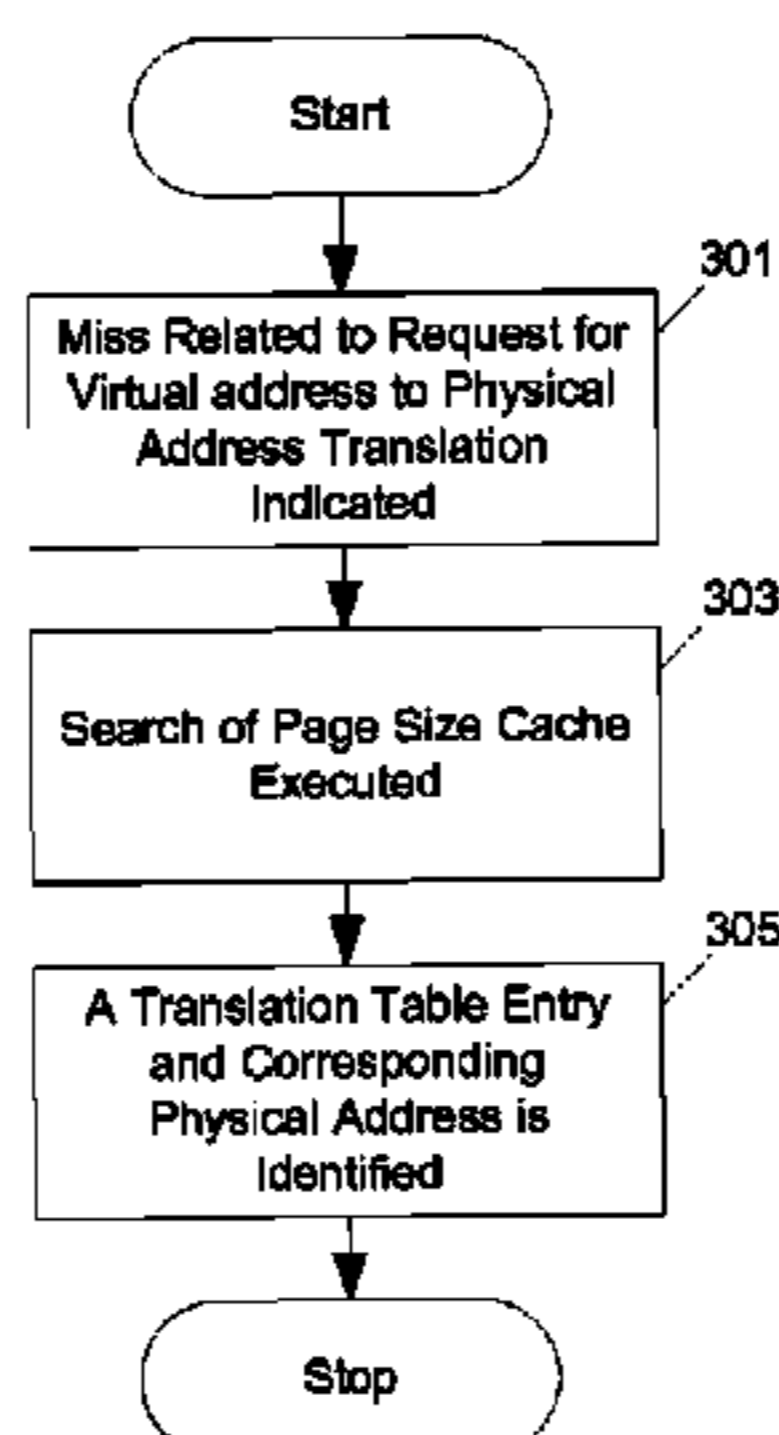 Start
301
Miss Related to Request for
Virtual address to Physical
Address Translation
Indicated
303
Search of Page Size Cache
Executed
305
A Translation Table Entry
and Corresponding
Physical Address is
Identified
Stop